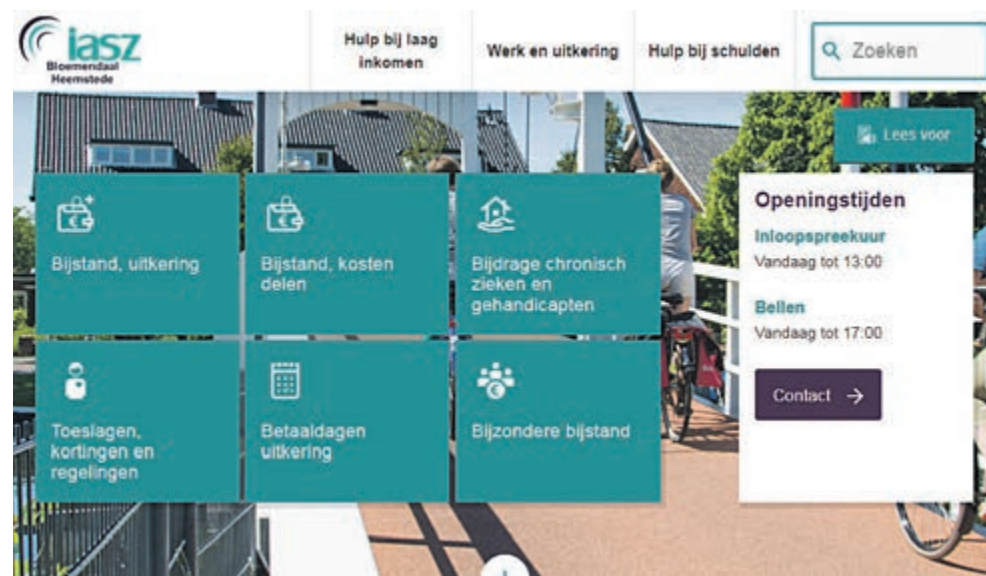 iasz
Bloemendaal
Heemstede
Hulp bij laag
inkomen
Werk en uitkering
Hulp bij schulden
Zoeken
Lees voor
Bijstand, uitkering
Bijstand, kosten
delen
Bijdrage chronisch
zieken en
gehandicapten
Toeslagen,
kortingen en
regelingen
Betaaldagen
uitkering
Bijzondere bijstand
Openingstijden
Inloopspreekuur
Vandaag tot 13:00
Bellen
Vandaag tot 17:00
Contact →